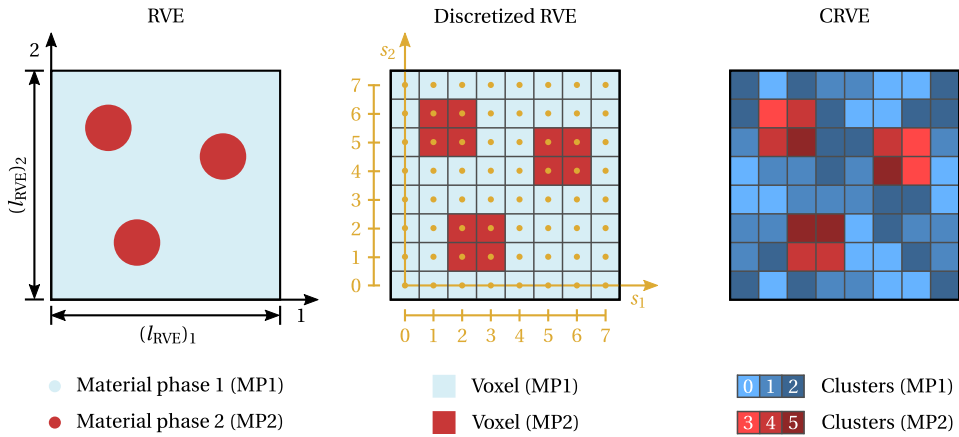 RVE
Discretized RVE
CRVE
2
s₂
7
6
5
4
3
2
1
0
(l_RVE)₂
(l_RVE)₁
1
s₁
0 1 2 3 4 5 6 7
Material phase 1 (MP1)
Material phase 2 (MP2)
Voxel (MP1)
Voxel (MP2)
0 1 2 Clusters (MP1)
3 4 5 Clusters (MP2)